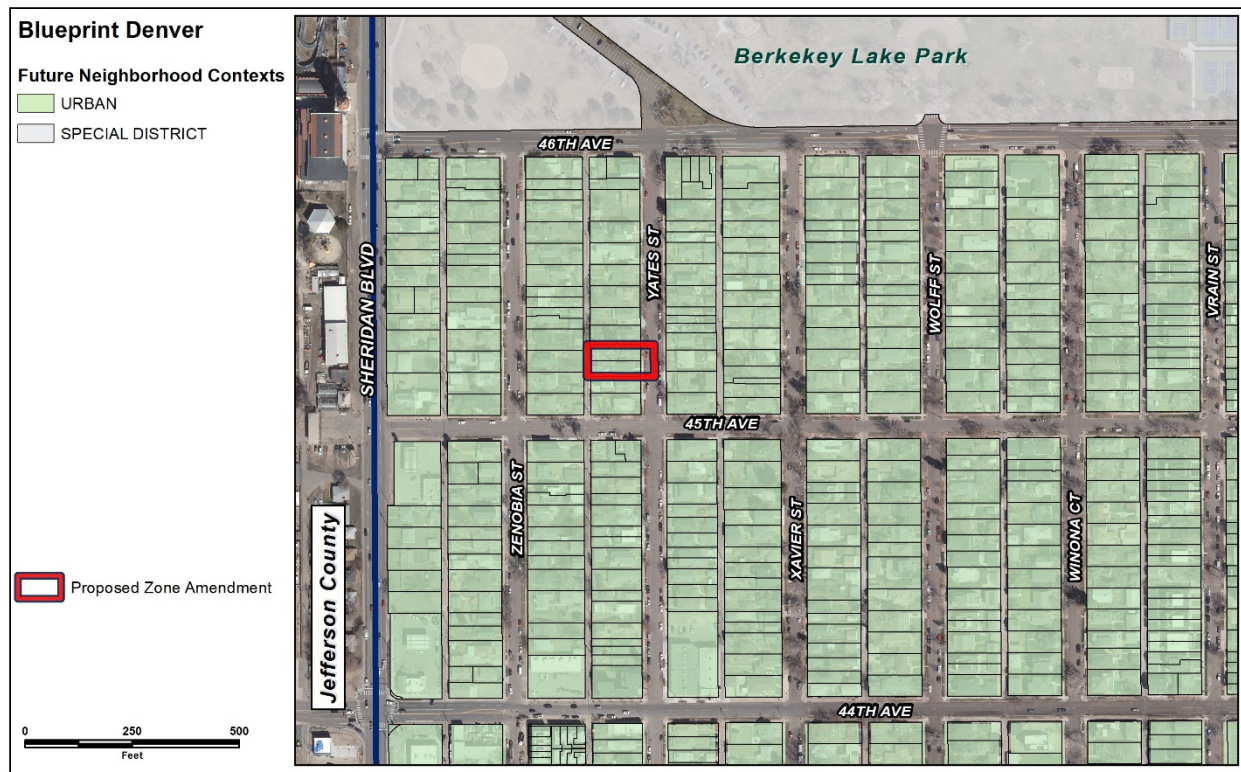 Blueprint Denver
Future Neighborhood Contexts
URBAN
SPECIAL DISTRICT
Proposed Zone Amendment
0 250 500
Feet
Berkekey Lake Park
46TH AVE
SHERIDAN BLVD
YATES ST
WOLFF ST
VRAIN ST
45TH AVE
ZENOBIA ST
XAVIER ST
WINONA CT
Jefferson County
44TH AVE